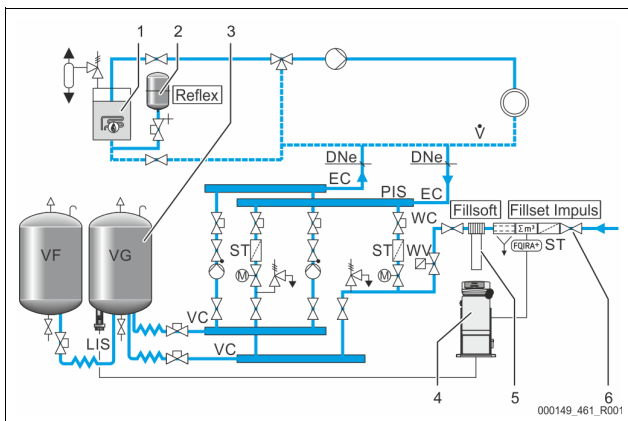 1
2
3
Reflex
V̇
DNe
DNe
EC
PIS
EC
WC
Fillsoft
Fillset Impuls
Σ m³
FQIRA+
ST
ST
ST
WV
M
M
VF
VG
LIS
VC
VC
4
5
6
000149_461_R001